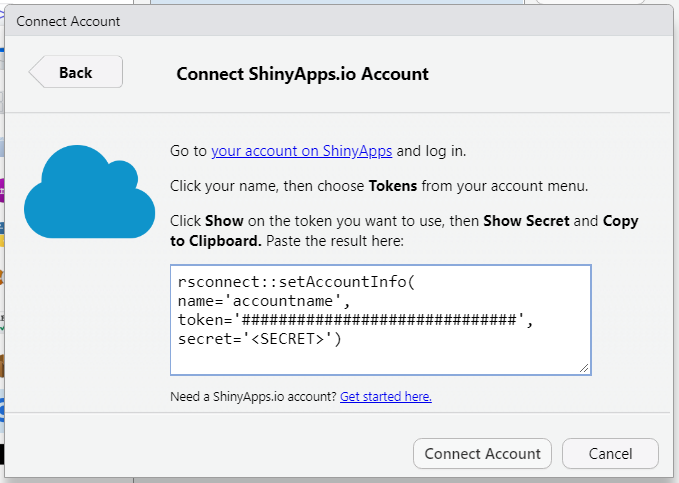 Connect Account
Back
Connect ShinyApps.io Account
Go to your account on ShinyApps and log in.
Click your name, then choose Tokens from your account menu.
Click Show on the token you want to use, then Show Secret and Copy
to Clipboard. Paste the result here:
rsconnect::setAccountInfo(
name='accountname',
token='##############################',
secret='<SECRET>')
Need a ShinyApps.io account? Get started here.
Connect Account
Cancel